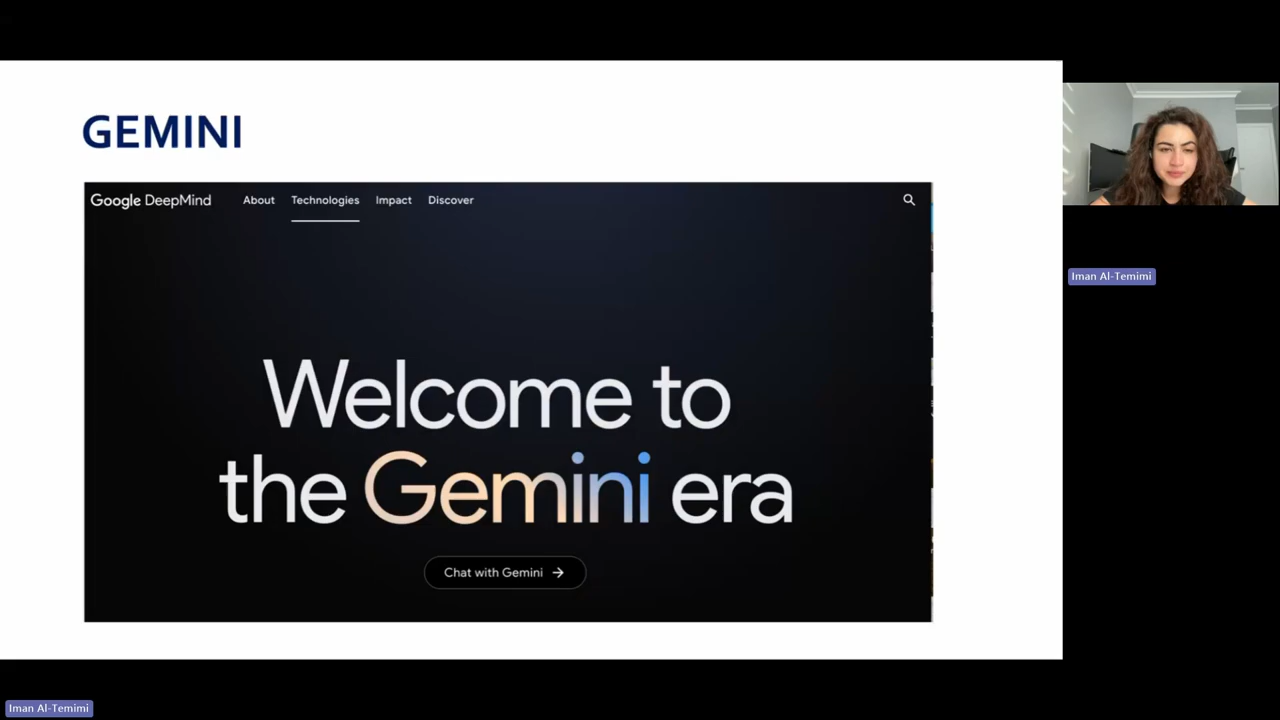 GEMINI
Google DeepMind About Technologies Impact Discover
Welcome to
the Gemini era
Chat with Gemini →
Iman Al-Temimi
Iman Al-Temimi